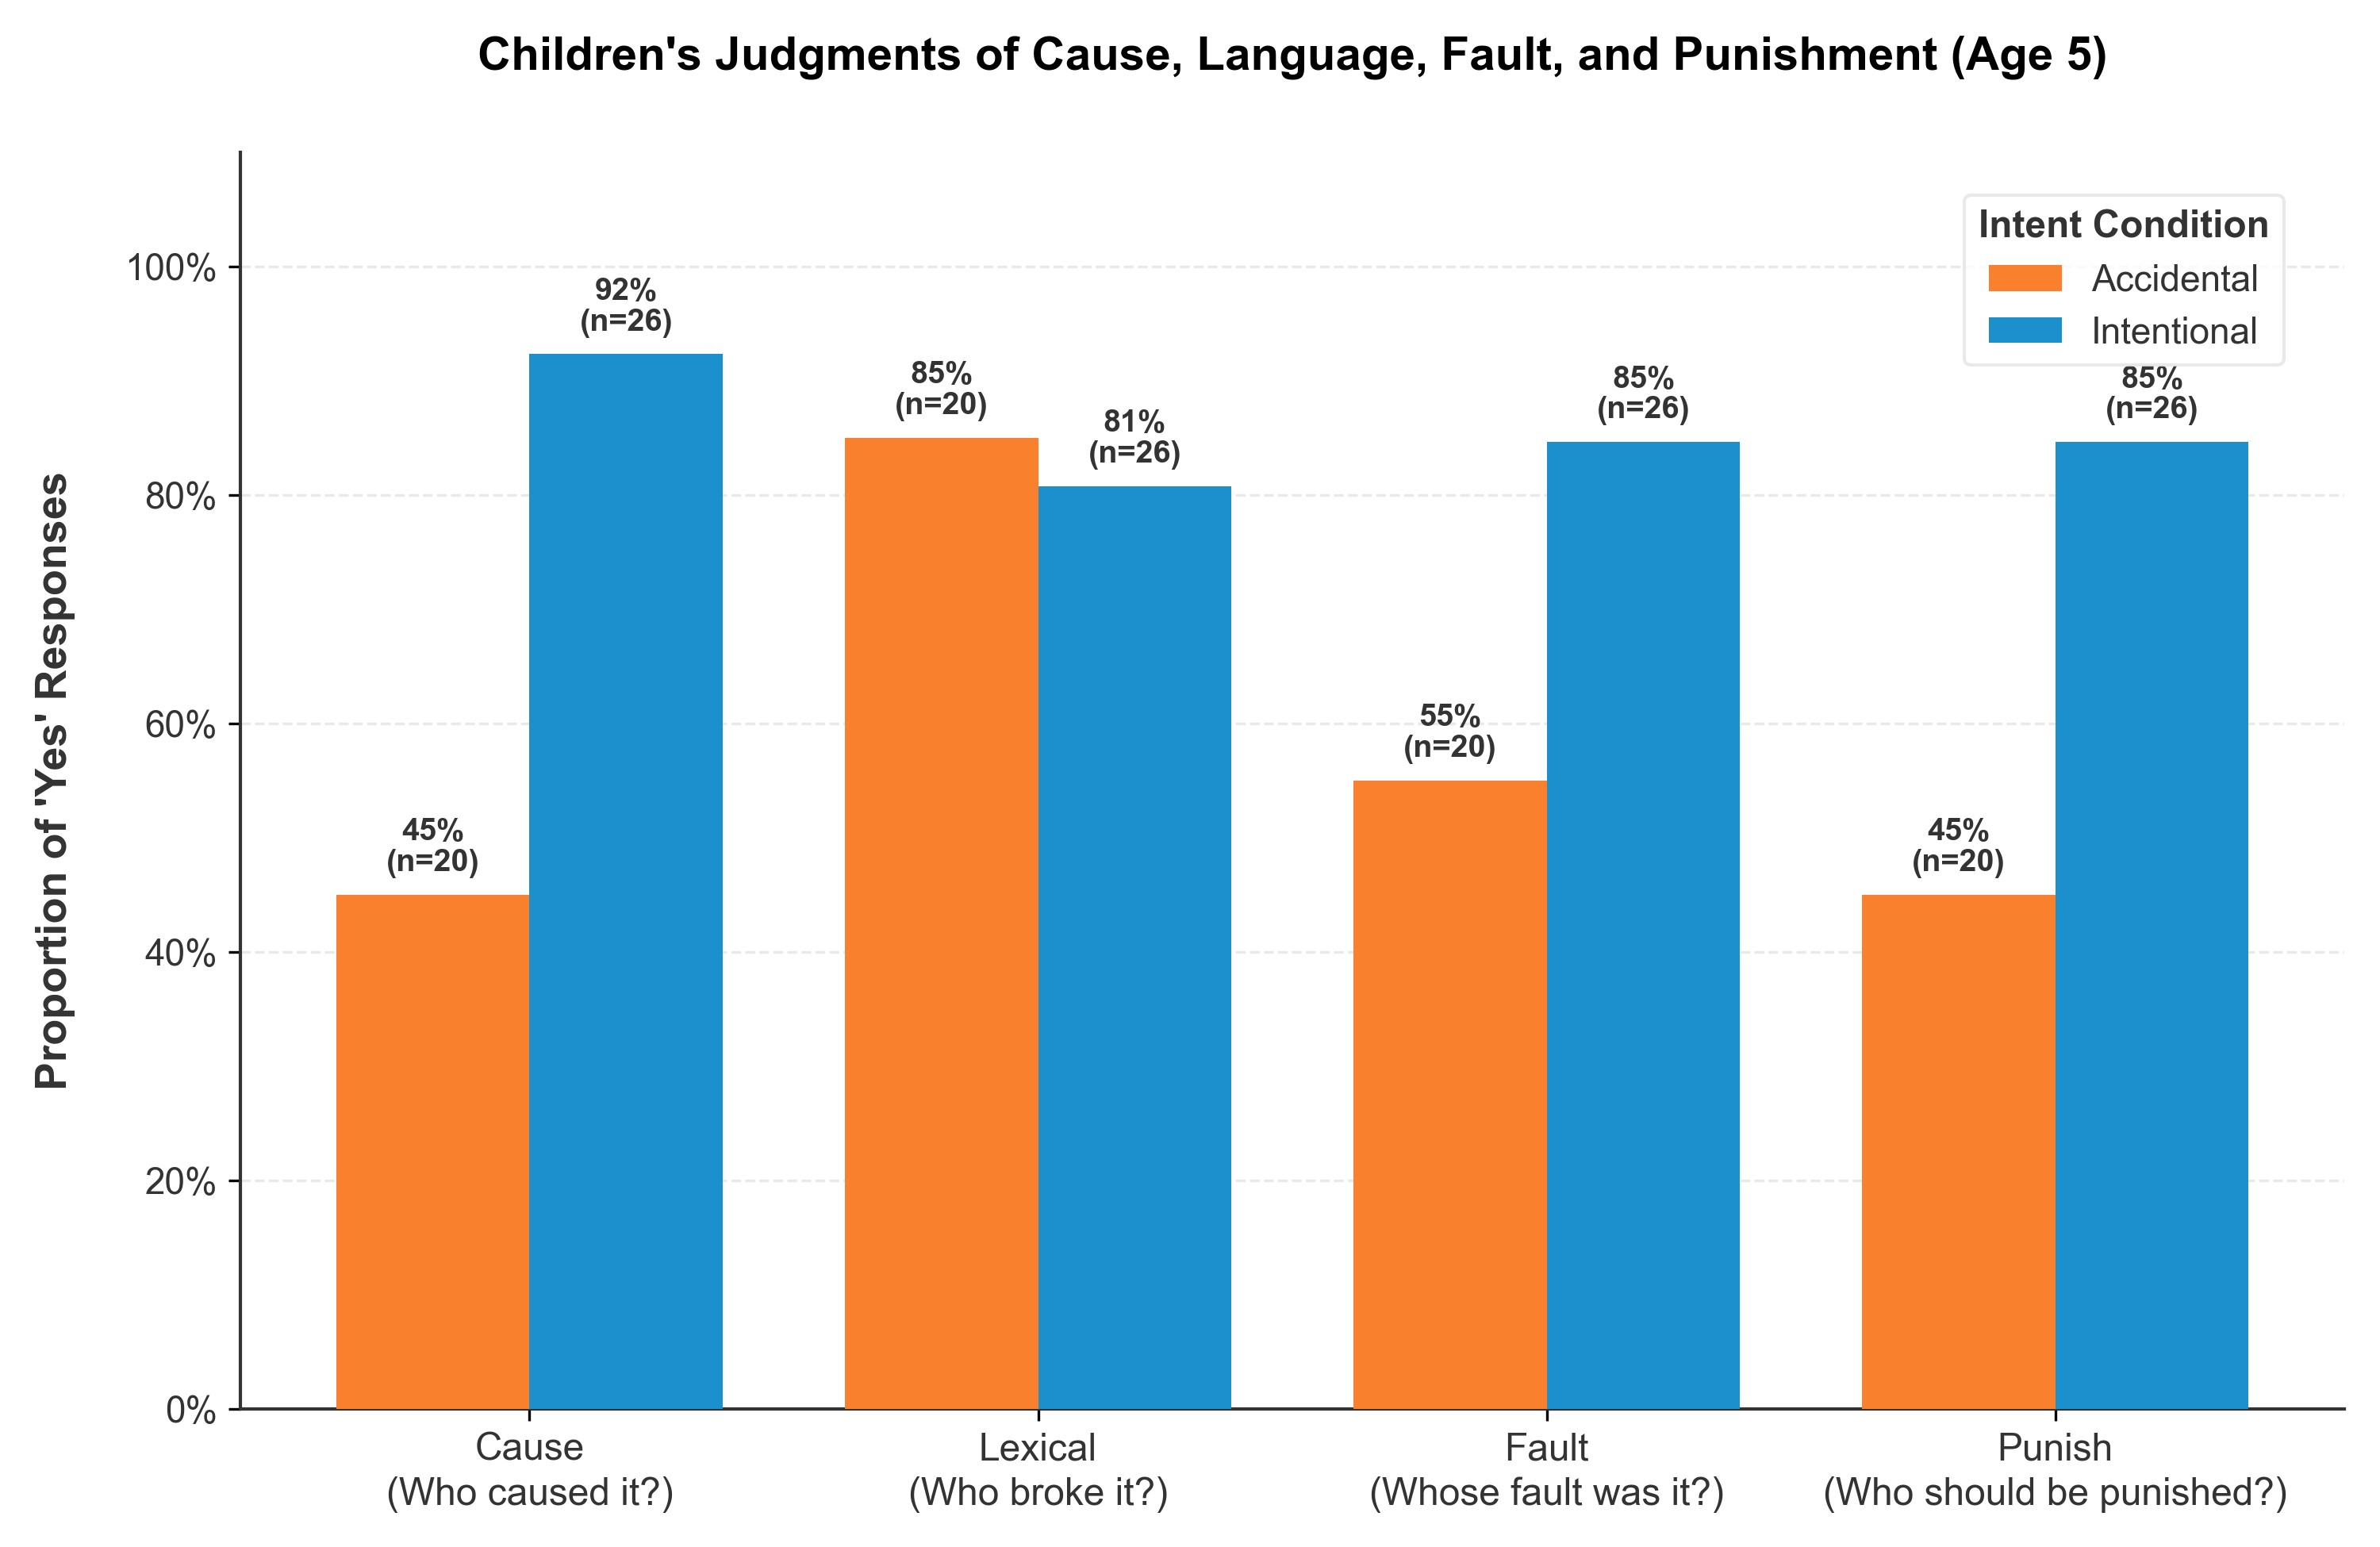 Children's Judgments of Cause, Language, Fault, and Punishment (Age 5)
Proportion of 'Yes' Responses
100%
80%
60%
40%
20%
0%
Intent Condition
Accidental
Intentional
45%
(n=20)
92%
(n=26)
85%
(n=20)
81%
(n=26)
55%
(n=20)
85%
(n=26)
45%
(n=20)
85%
(n=26)
Cause
(Who caused it?)
Lexical
(Who broke it?)
Fault
(Whose fault was it?)
Punish
(Who should be punished?)